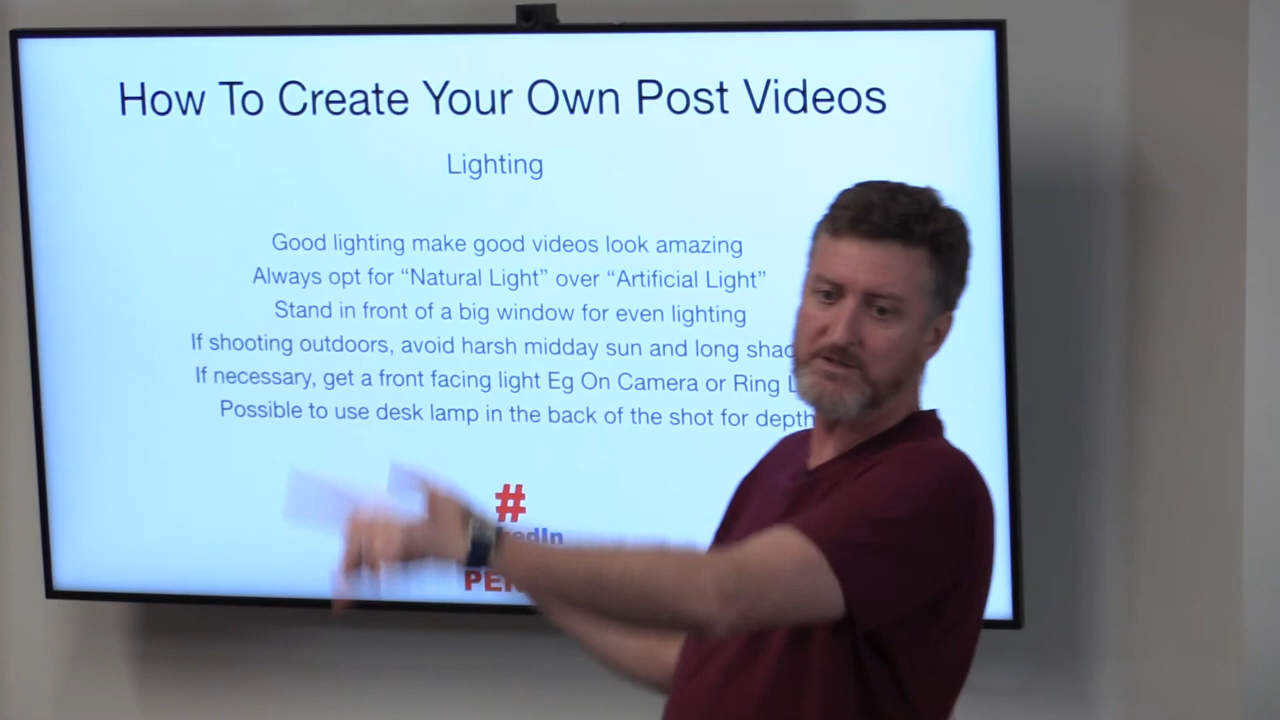 How To Create Your Own Post Videos
Lighting
Good lighting make good videos look amazing
Always opt for “Natural Light” over “Artificial Light”
Stand in front of a big window for even lighting
If shooting outdoors, avoid harsh midday sun and long
If necessary, get a front facing light Eg On Camera or Ring
Possible to use desk lamp in the back of the shot for depth
#